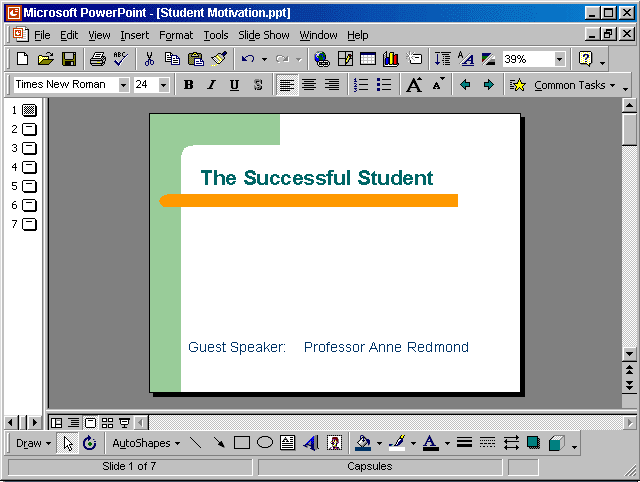 Microsoft PowerPoint - [Student Motivation.ppt]
File Edit View Insert Format Tools Slide Show Window Help
39%
Times New Roman 24 B I U S A A Common Tasks
1
2
3
4
5
6
7
The Successful Student
Guest Speaker: Professor Anne Redmond
Draw AutoShapes A A
Slide 1 of 7 Capsules